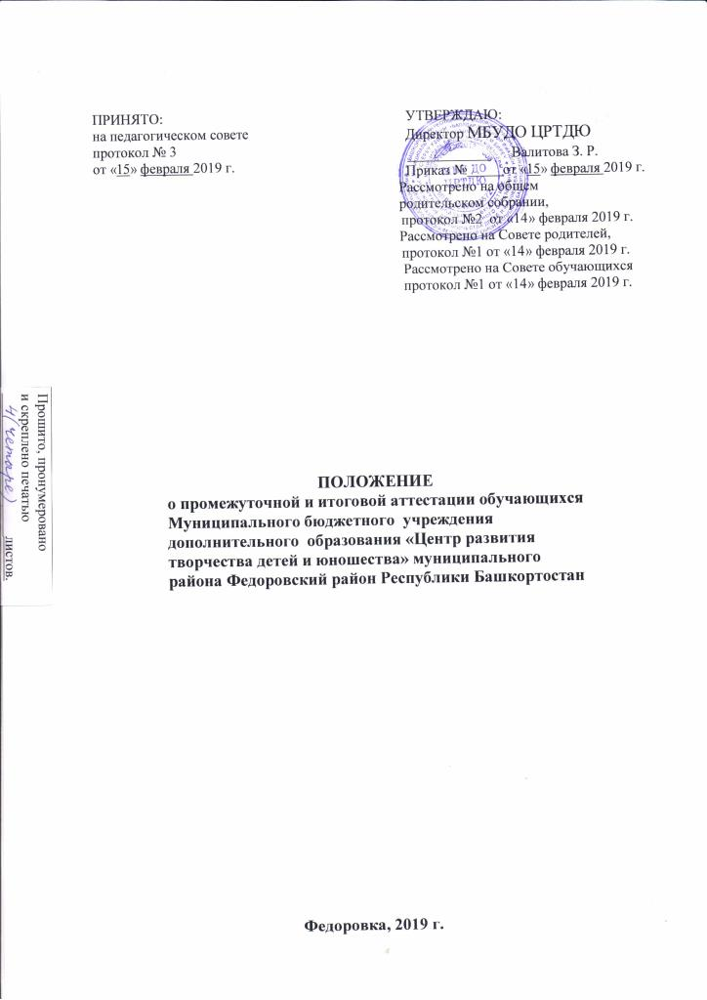 ПРИНЯТО:
на педагогическом совете
протокол № 3
от «15» февраля 2019 г.
УТВЕРЖДАЮ:
Директор МБУДО ЦРТДЮ
Валитова З. Р.
Приказ № от «15» февраля 2019 г.
Рассмотрено на общем
родительском собрании,
протокол №2 от «14» февраля 2019 г.
Рассмотрено на Совете родителей,
протокол №1 от «14» февраля 2019 г.
Рассмотрено на Совете обучающихся
протокол №1 от «14» февраля 2019 г.
Прошито, пронумеровано
и скреплено печатью
4(четыре) листов.
ПОЛОЖЕНИЕ
о промежуточной и итоговой аттестации обучающихся
Муниципального бюджетного учреждения
дополнительного образования «Центр развития
творчества детей и юношества» муниципального
района Федоровский район Республики Башкортостан
Федоровка, 2019 г.